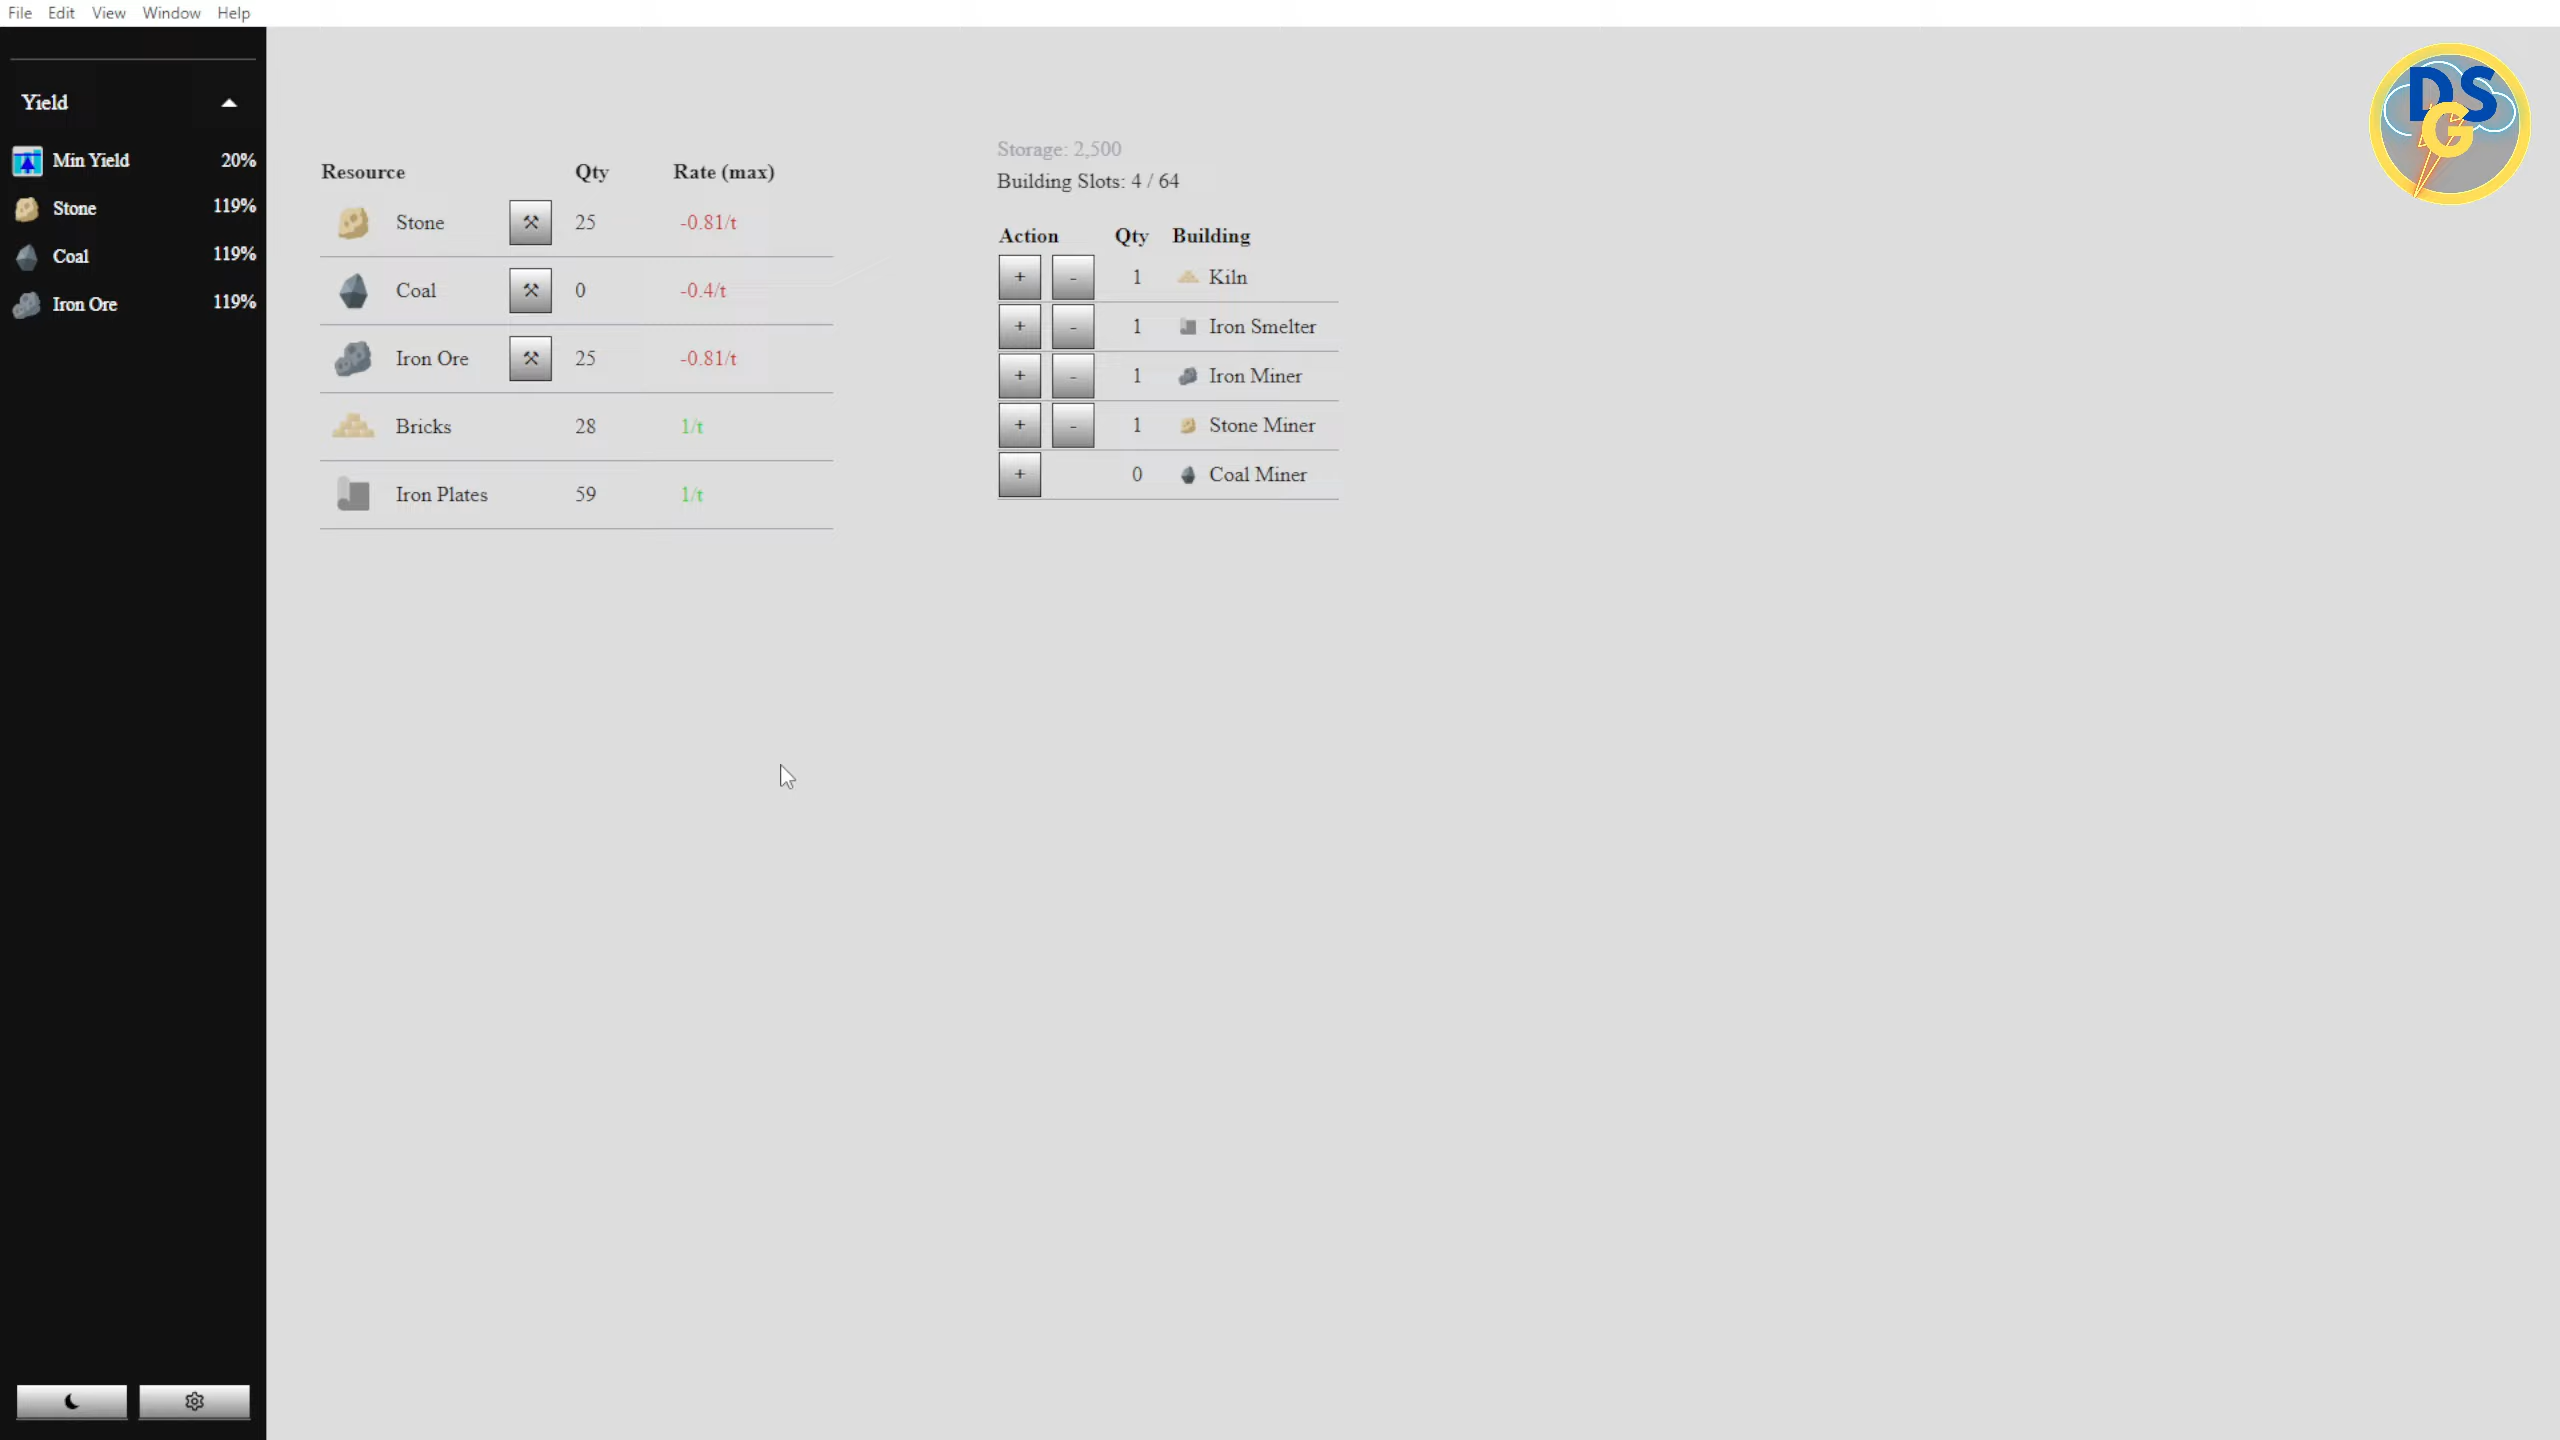 File Edit View Window Help
Yield
Min Yield 20%
Stone 119%
Coal 119%
Iron Ore 119%
Resource Qty Rate (max)
Stone 25 -0.81/t
Coal 0 -0.4/t
Iron Ore 25 -0.81/t
Bricks 28 1/t
Iron Plates 59 1/t
Storage: 2,500
Building Slots: 4 / 64
Action Qty Building
+ - 1 Kiln
+ - 1 Iron Smelter
+ - 1 Iron Miner
+ - 1 Stone Miner
+ 0 Coal Miner
DSG